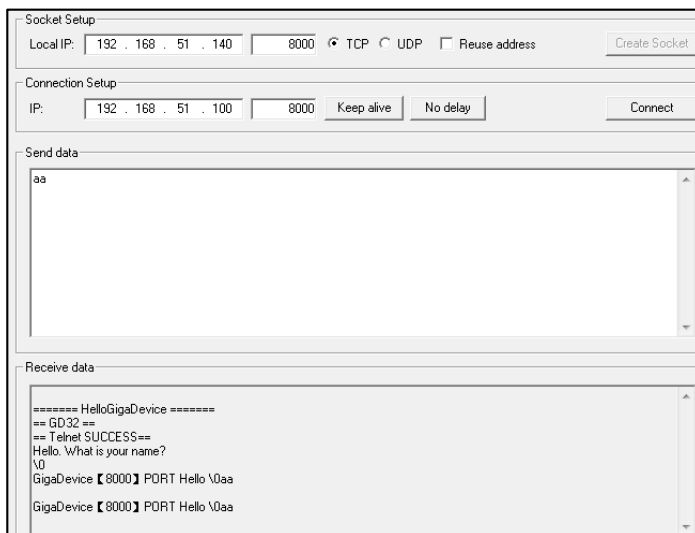 Socket Setup
Local IP: 192 . 168 . 51 . 140 8000 TCP UDP Reuse address Create Socket
Connection Setup
IP: 192 . 168 . 51 . 100 8000 Keep alive No delay Connect
Send data
aa
Receive data
======= HelloGigaDevice =======
== GD32 ==
== Telnet SUCCESS==
Hello. What is your name?
\0
GigaDevice【8000】PORT Hello \0aa
GigaDevice【8000】PORT Hello \0aa